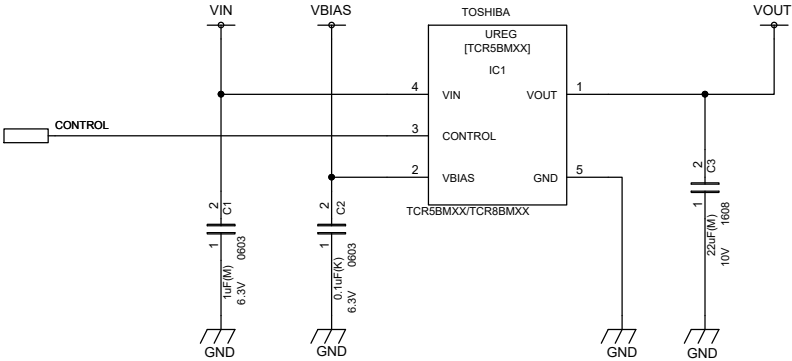 VIN
VBIAS
TOSHIBA
VOUT
UREG
[TCR5BMXX]
IC1
4
VIN
VOUT
1
CONTROL
3
CONTROL
2
VBIAS
GND
5
TCR5BMXX/TCR8BMXX
2
C1
1
0603
1uF(M)
6.3V
2
C2
1
0603
0.1uF(K)
6.3V
2
C3
1
1608
22uF(M)
10V
GND
GND
GND
GND